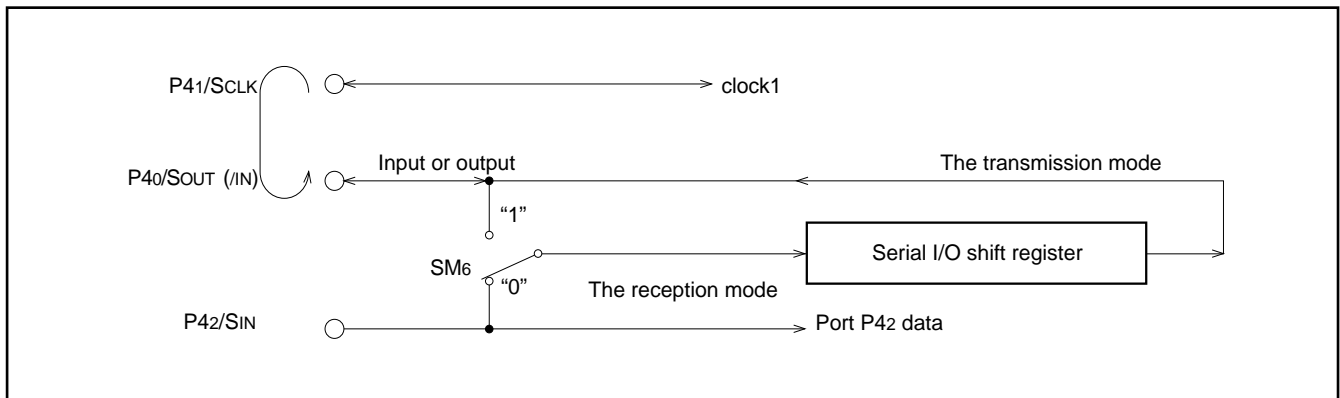 P41/SCLK
clock1
P40/SOUT (/IN)
Input or output
The transmission mode
“1”
SM6
Serial I/O shift register
“0”
The reception mode
P42/SIN
Port P42 data